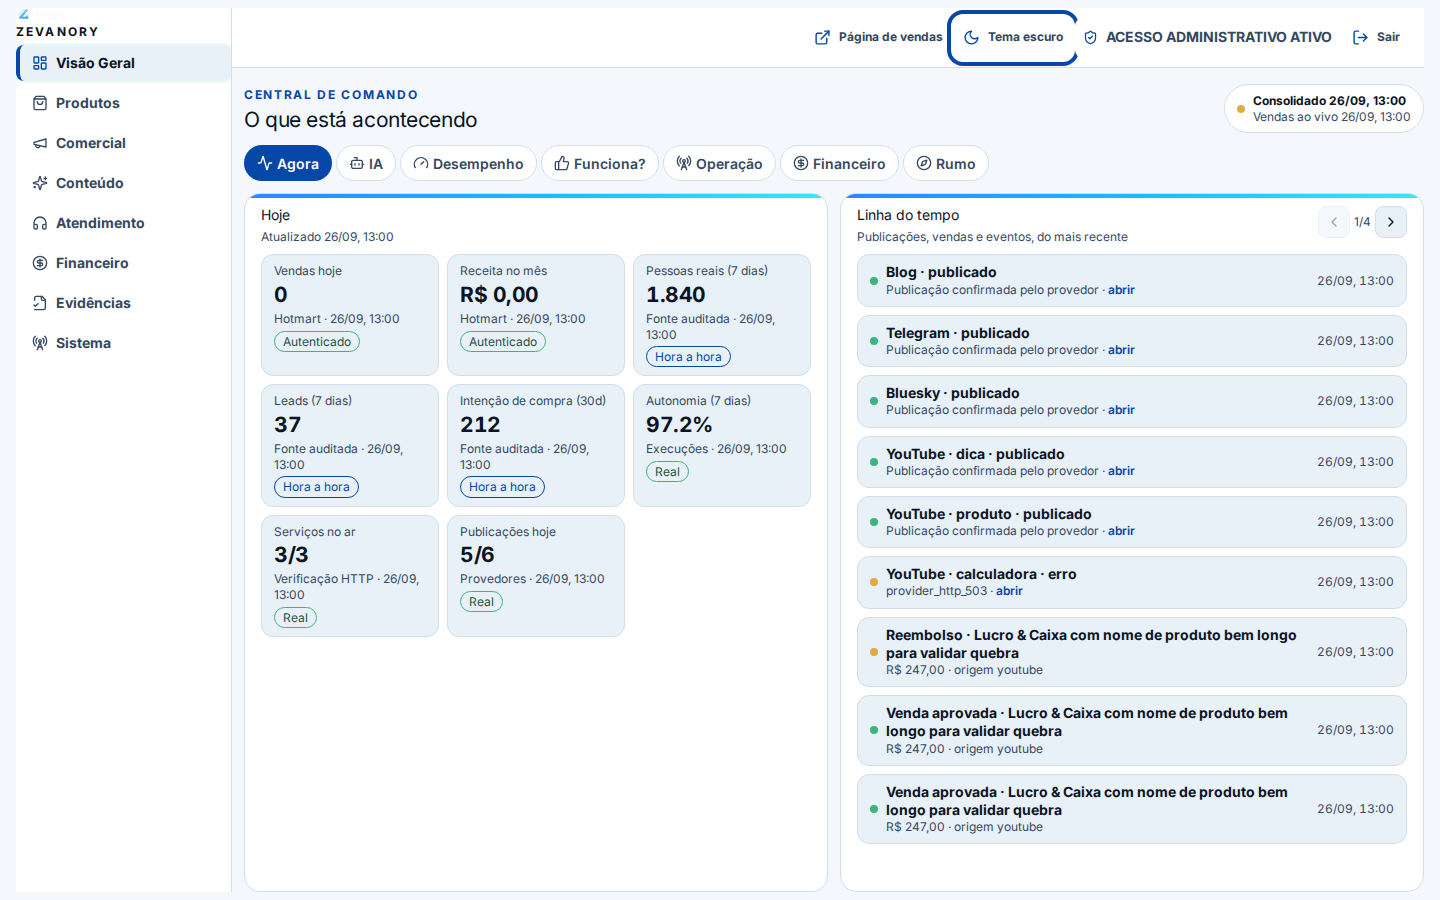 ZEVANORY
Visão Geral
Produtos
Comercial
Conteúdo
Atendimento
Financeiro
Evidências
Sistema
Página de vendas
Tema escuro
ACESSO ADMINISTRATIVO ATIVO
Sair
CENTRAL DE COMANDO
O que está acontecendo
Consolidado 26/09, 13:00
Vendas ao vivo 26/09, 13:00
Agora
IA
Desempenho
Funciona?
Operação
Financeiro
Rumo
Hoje
Atualizado 26/09, 13:00
Vendas hoje
0
Hotmart · 26/09, 13:00
Autenticado
Receita no mês
R$ 0,00
Hotmart · 26/09, 13:00
Autenticado
Pessoas reais (7 dias)
1.840
Fonte auditada · 26/09,
13:00
Hora a hora
Leads (7 dias)
37
Fonte auditada · 26/09,
13:00
Hora a hora
Intenção de compra (30d)
212
Fonte auditada · 26/09,
13:00
Hora a hora
Autonomia (7 dias)
97.2%
Execuções · 26/09, 13:00
Real
Serviços no ar
3/3
Verificação HTTP · 26/09,
13:00
Real
Publicações hoje
5/6
Provedores · 26/09, 13:00
Real
Linha do tempo
Publicações, vendas e eventos, do mais recente
1/4
Blog · publicado
Publicação confirmada pelo provedor · abrir
26/09, 13:00
Telegram · publicado
Publicação confirmada pelo provedor · abrir
26/09, 13:00
Bluesky · publicado
Publicação confirmada pelo provedor · abrir
26/09, 13:00
YouTube · dica · publicado
Publicação confirmada pelo provedor · abrir
26/09, 13:00
YouTube · produto · publicado
Publicação confirmada pelo provedor · abrir
26/09, 13:00
YouTube · calculadora · erro
provider_http_503 · abrir
26/09, 13:00
Reembolso · Lucro & Caixa com nome de produto bem longo
para validar quebra
R$ 247,00 · origem youtube
26/09, 13:00
Venda aprovada · Lucro & Caixa com nome de produto bem
longo para validar quebra
R$ 247,00 · origem youtube
26/09, 13:00
Venda aprovada · Lucro & Caixa com nome de produto bem
longo para validar quebra
R$ 247,00 · origem youtube
26/09, 13:00